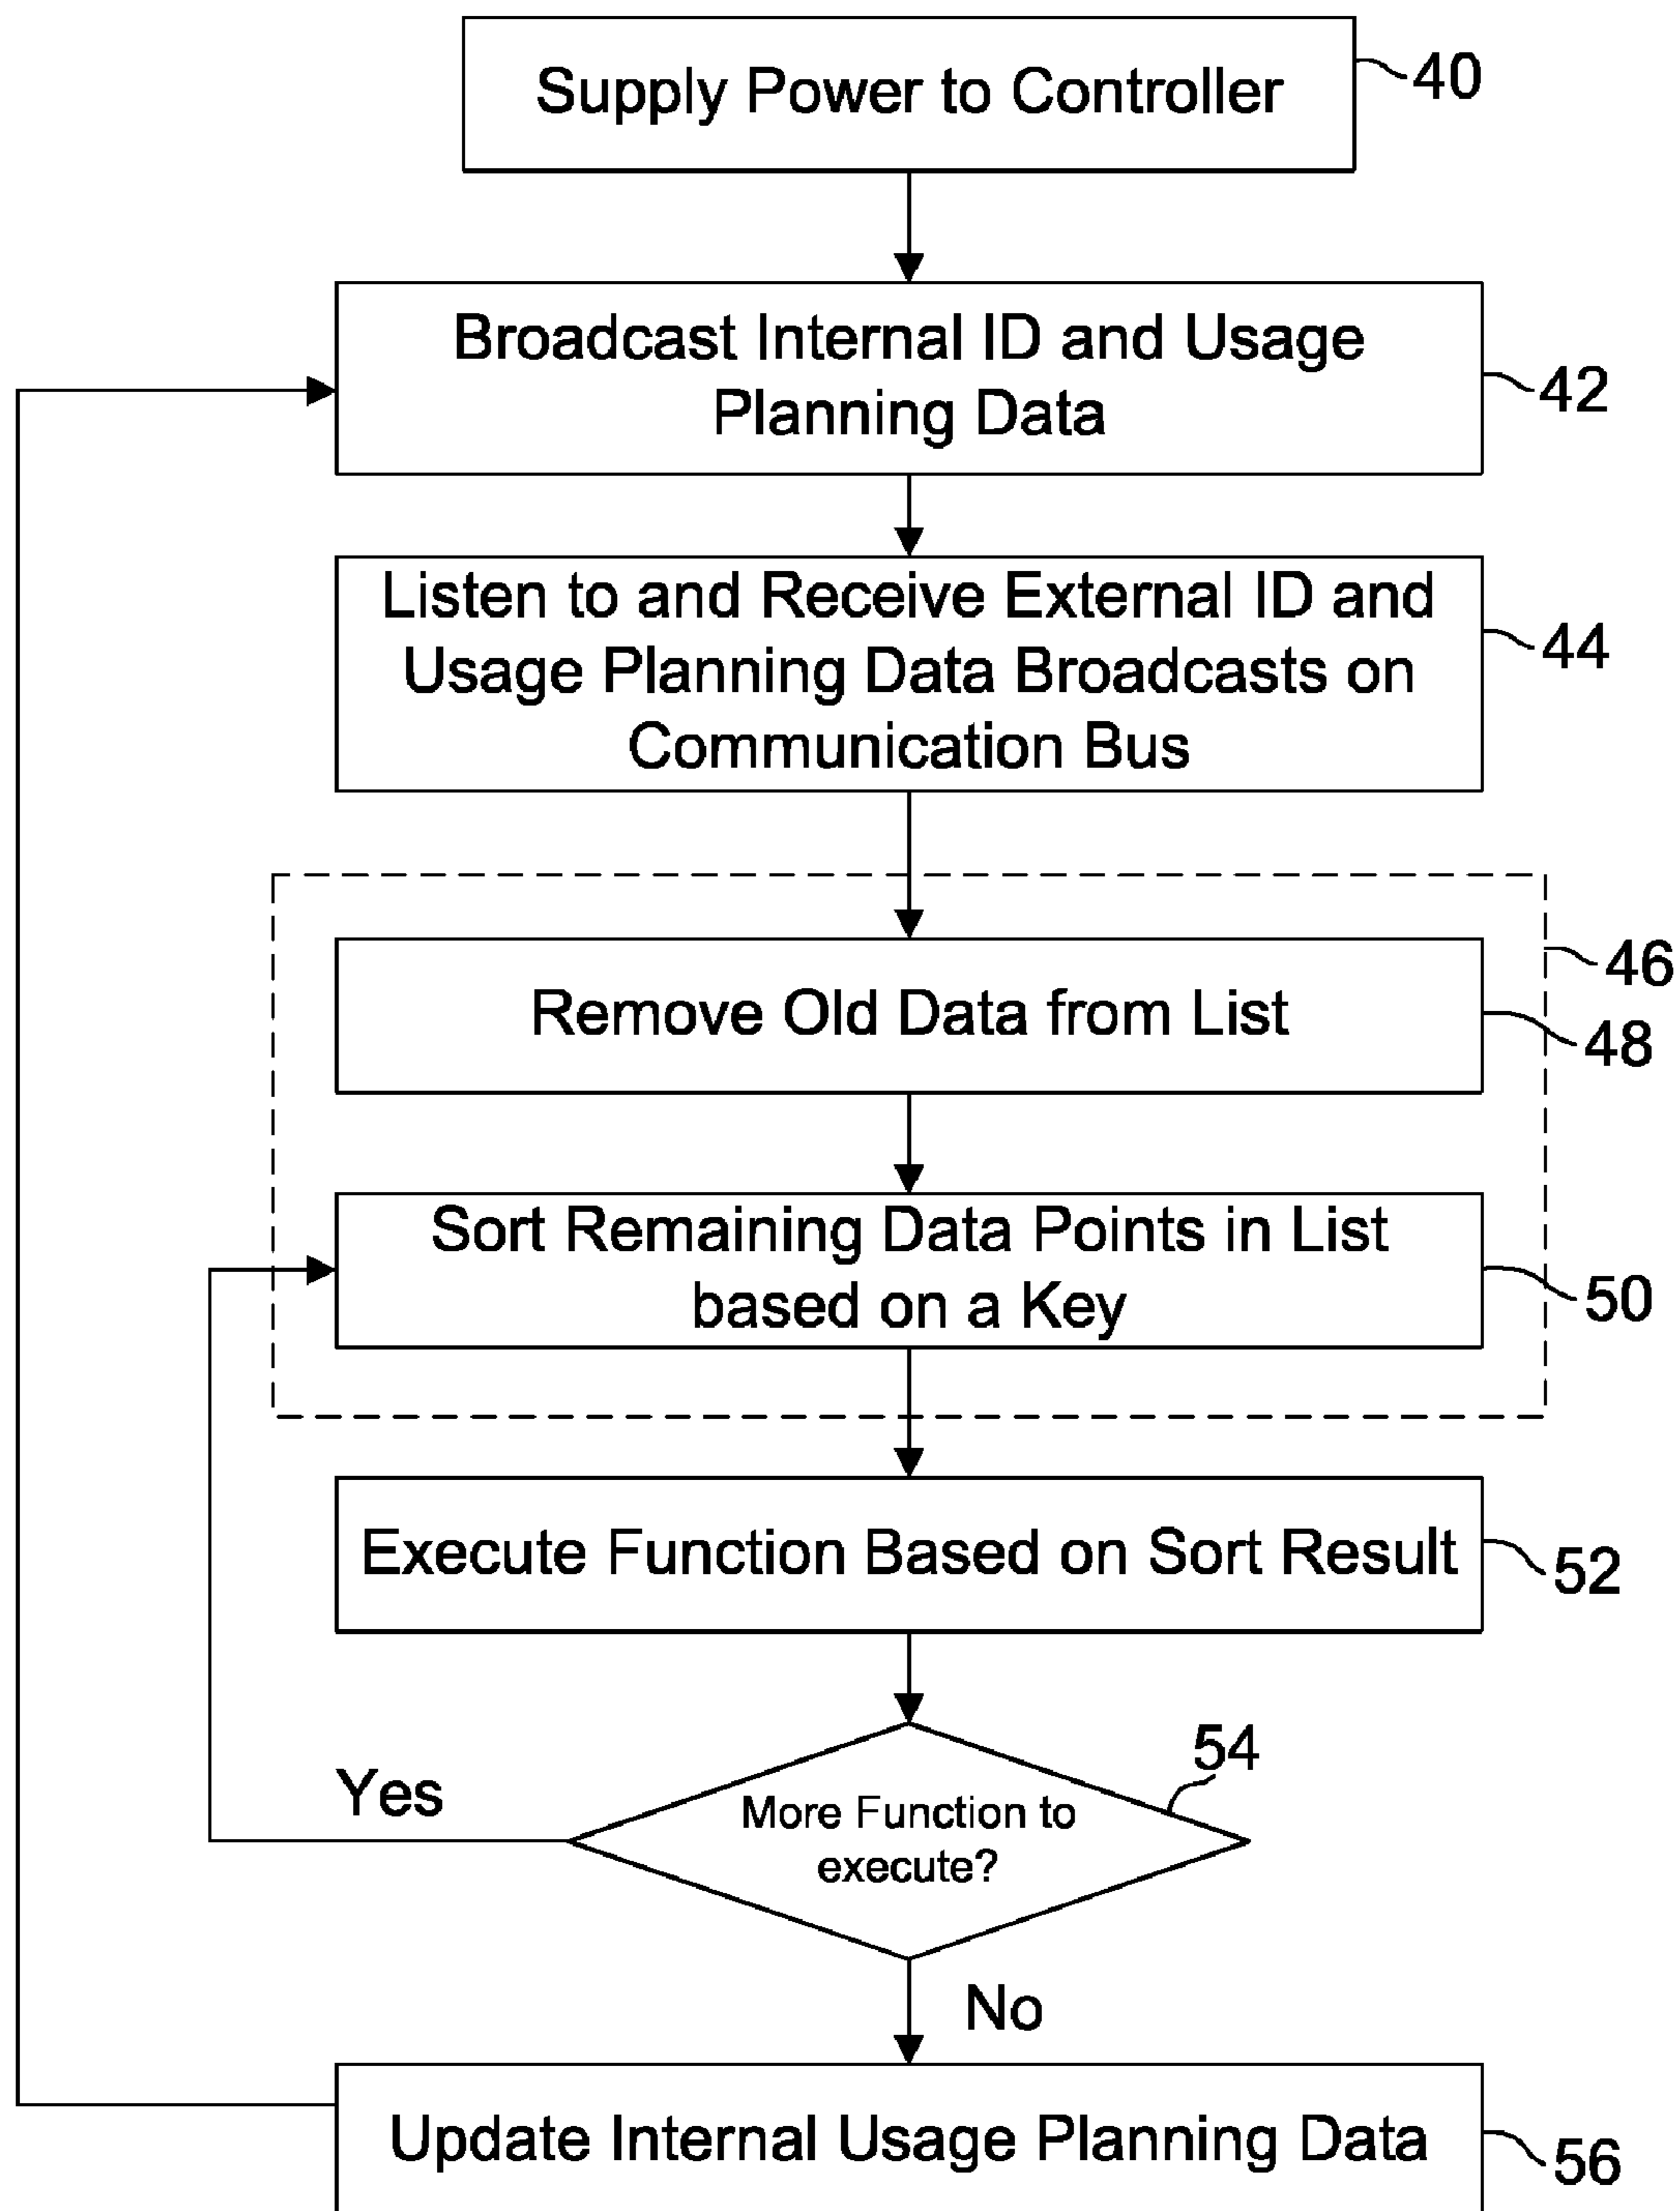 Supply Power to Controller
40
Broadcast Internal ID and Usage
Planning Data
42
Listen to and Receive External ID and
Usage Planning Data Broadcasts on
Communication Bus
44
46
Remove Old Data from List
48
Sort Remaining Data Points in List
based on a Key
50
Execute Function Based on Sort Result
52
54
Yes
More Function to
execute?
No
Update Internal Usage Planning Data
56